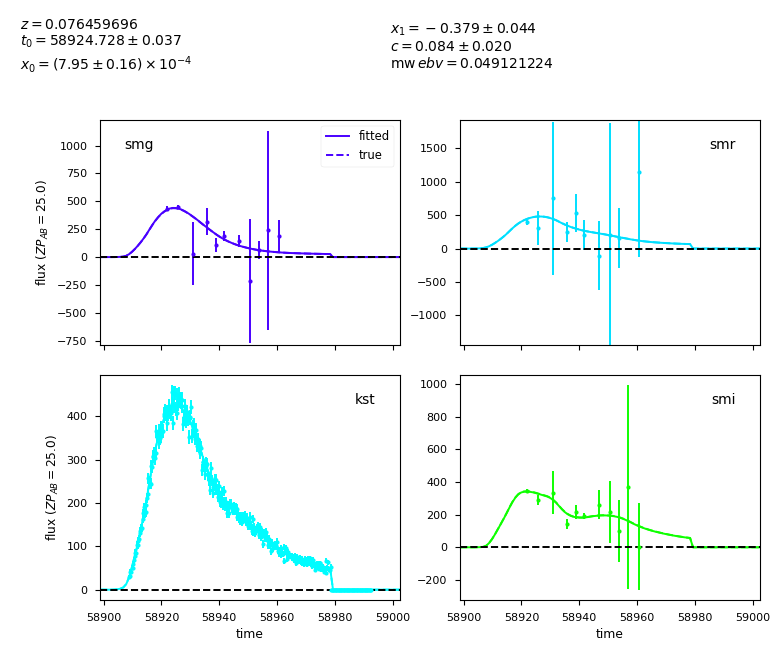 z = 0.076459696
t₀ = 58924.728 ± 0.037
x₀ = (7.95 ± 0.16) × 10⁻⁴
x₁ = −0.379 ± 0.044
c = 0.084 ± 0.020
mw ebv = 0.049121224
smg
fitted
true
1000
750
500
250
0
−250
−500
−750
flux (ZP_AB = 25.0)
smr
1500
1000
500
0
−500
−1000
kst
400
300
200
100
0
flux (ZP_AB = 25.0)
58900 58920 58940 58960 58980 59000
time
smi
1000
800
600
400
200
0
−200
58900 58920 58940 58960 58980 59000
time